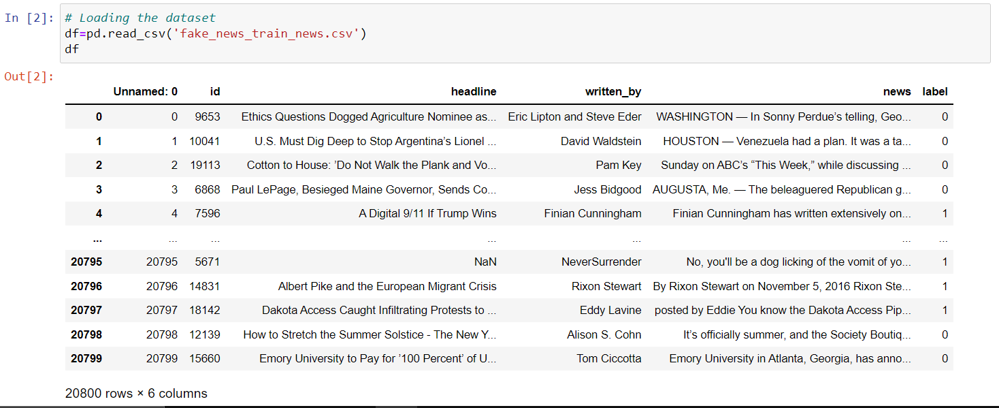 In [2]: # Loading the dataset
df=pd.read_csv('fake_news_train_news.csv')
df
Out[2]:
Unnamed: 0 id headline written_by news label
0 0 9653 Ethics Questions Dogged Agriculture Nominee as... Eric Lipton and Steve Eder WASHINGTON — In Sonny Perdue’s telling, Geo... 0
1 1 10041 U.S. Must Dig Deep to Stop Argentina’s Lionel ... David Waldstein HOUSTON — Venezuela had a plan. It was a ta... 0
2 2 19113 Cotton to House: ’Do Not Walk the Plank and Vo... Pam Key Sunday on ABC’s “This Week,” while discussing ... 0
3 3 6868 Paul LePage, Besieged Maine Governor, Sends Co... Jess Bidgood AUGUSTA, Me. — The beleaguered Republican g... 0
4 4 7596 A Digital 9/11 If Trump Wins Finian Cunningham Finian Cunningham has written extensively on... 1
... ... ... ... ... ... ...
20795 20795 5671 NaN NeverSurrender No, you'll be a dog licking of the vomit of yo... 1
20796 20796 14831 Albert Pike and the European Migrant Crisis Rixon Stewart By Rixon Stewart on November 5, 2016 Rixon Ste... 1
20797 20797 18142 Dakota Access Caught Infiltrating Protests to ... Eddy Lavine posted by Eddie You know the Dakota Access Pip... 1
20798 20798 12139 How to Stretch the Summer Solstice - The New Y... Alison S. Cohn It’s officially summer, and the Society Boutiq... 0
20799 20799 15660 Emory University to Pay for ’100 Percent’ of U... Tom Ciccotta Emory University in Atlanta, Georgia, has anno... 0
20800 rows × 6 columns